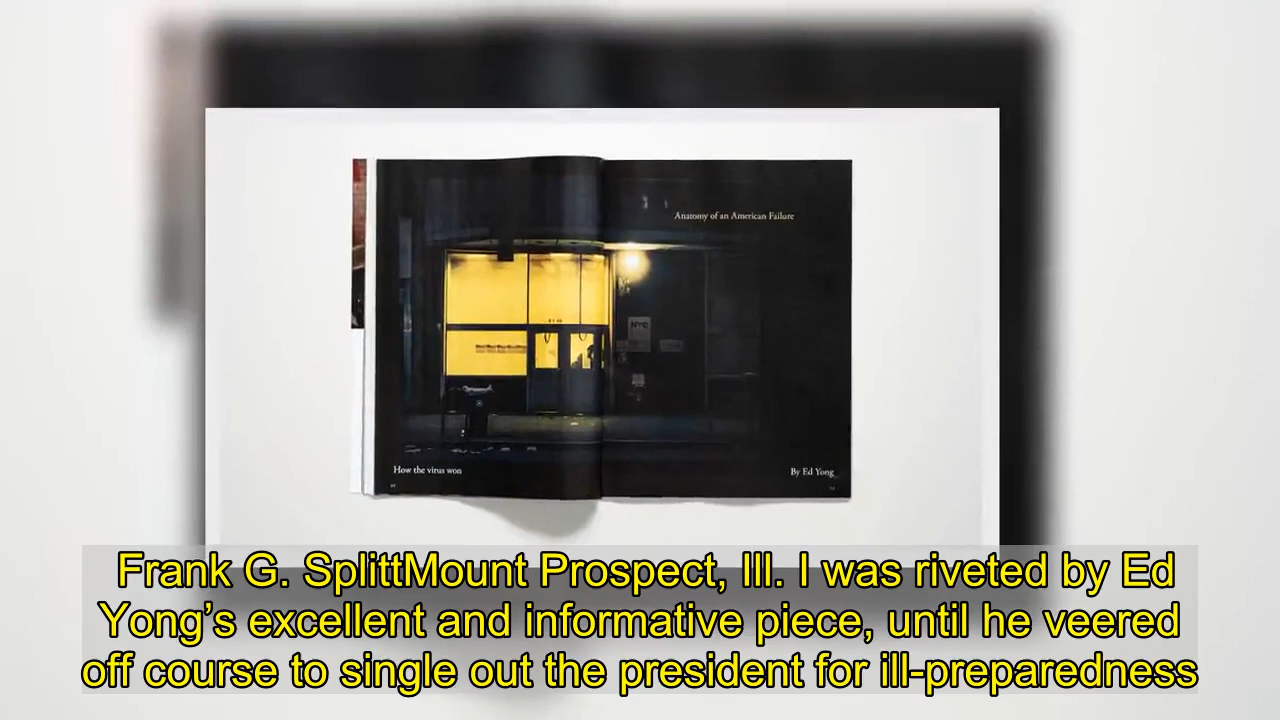 Anatomy of an American Failure
NYC
How the virus won
By Ed Yong
Frank G. SplittMount Prospect, Ill. I was riveted by Ed
Yong’s excellent and informative piece, until he veered
off course to single out the president for ill-preparedness